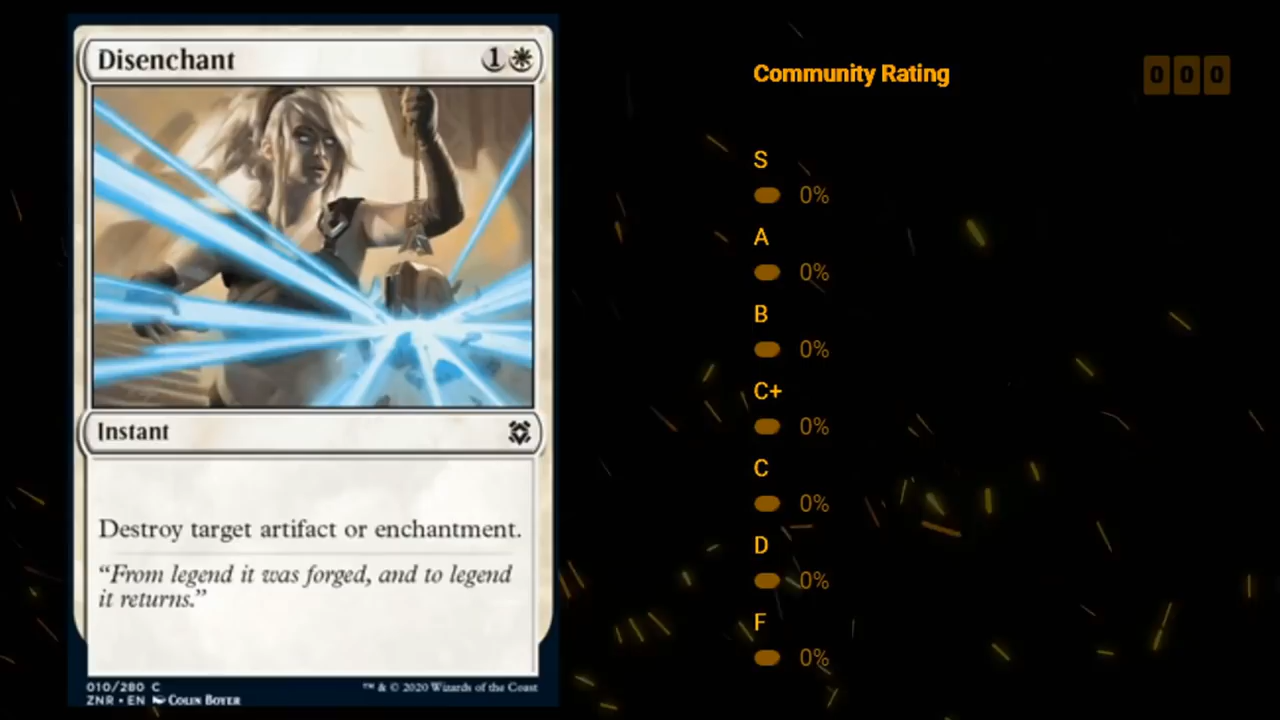 Disenchant 1
Instant
Destroy target artifact or enchantment.
“From legend it was forged, and to legend
it returns.”
010/280 C
ZNR • EN Colin Boyer
™ & © 2020 Wizards of the Coast
Community Rating
0 0 0
S
0%
A
0%
B
0%
C+
0%
C
0%
D
0%
F
0%